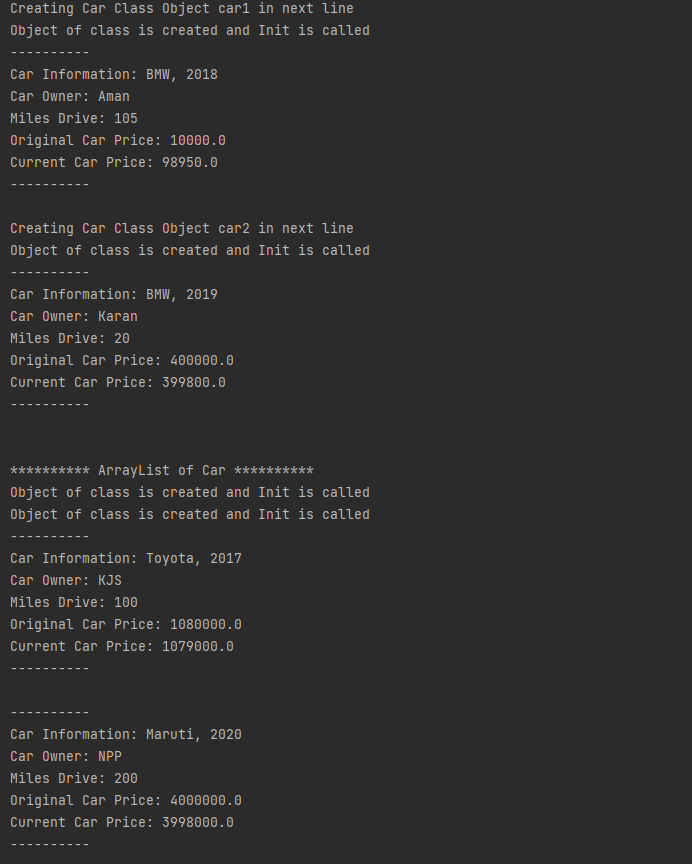 Creating Car Class Object car1 in next line
Object of class is created and Init is called
----------
Car Information: BMW, 2018
Car Owner: Aman
Miles Drive: 105
Original Car Price: 10000.0
Current Car Price: 98950.0
----------
Creating Car Class Object car2 in next line
Object of class is created and Init is called
----------
Car Information: BMW, 2019
Car Owner: Karan
Miles Drive: 20
Original Car Price: 400000.0
Current Car Price: 399800.0
----------
********** ArrayList of Car **********
Object of class is created and Init is called
Object of class is created and Init is called
----------
Car Information: Toyota, 2017
Car Owner: KJS
Miles Drive: 100
Original Car Price: 1080000.0
Current Car Price: 1079000.0
----------
----------
Car Information: Maruti, 2020
Car Owner: NPP
Miles Drive: 200
Original Car Price: 4000000.0
Current Car Price: 3998000.0
----------